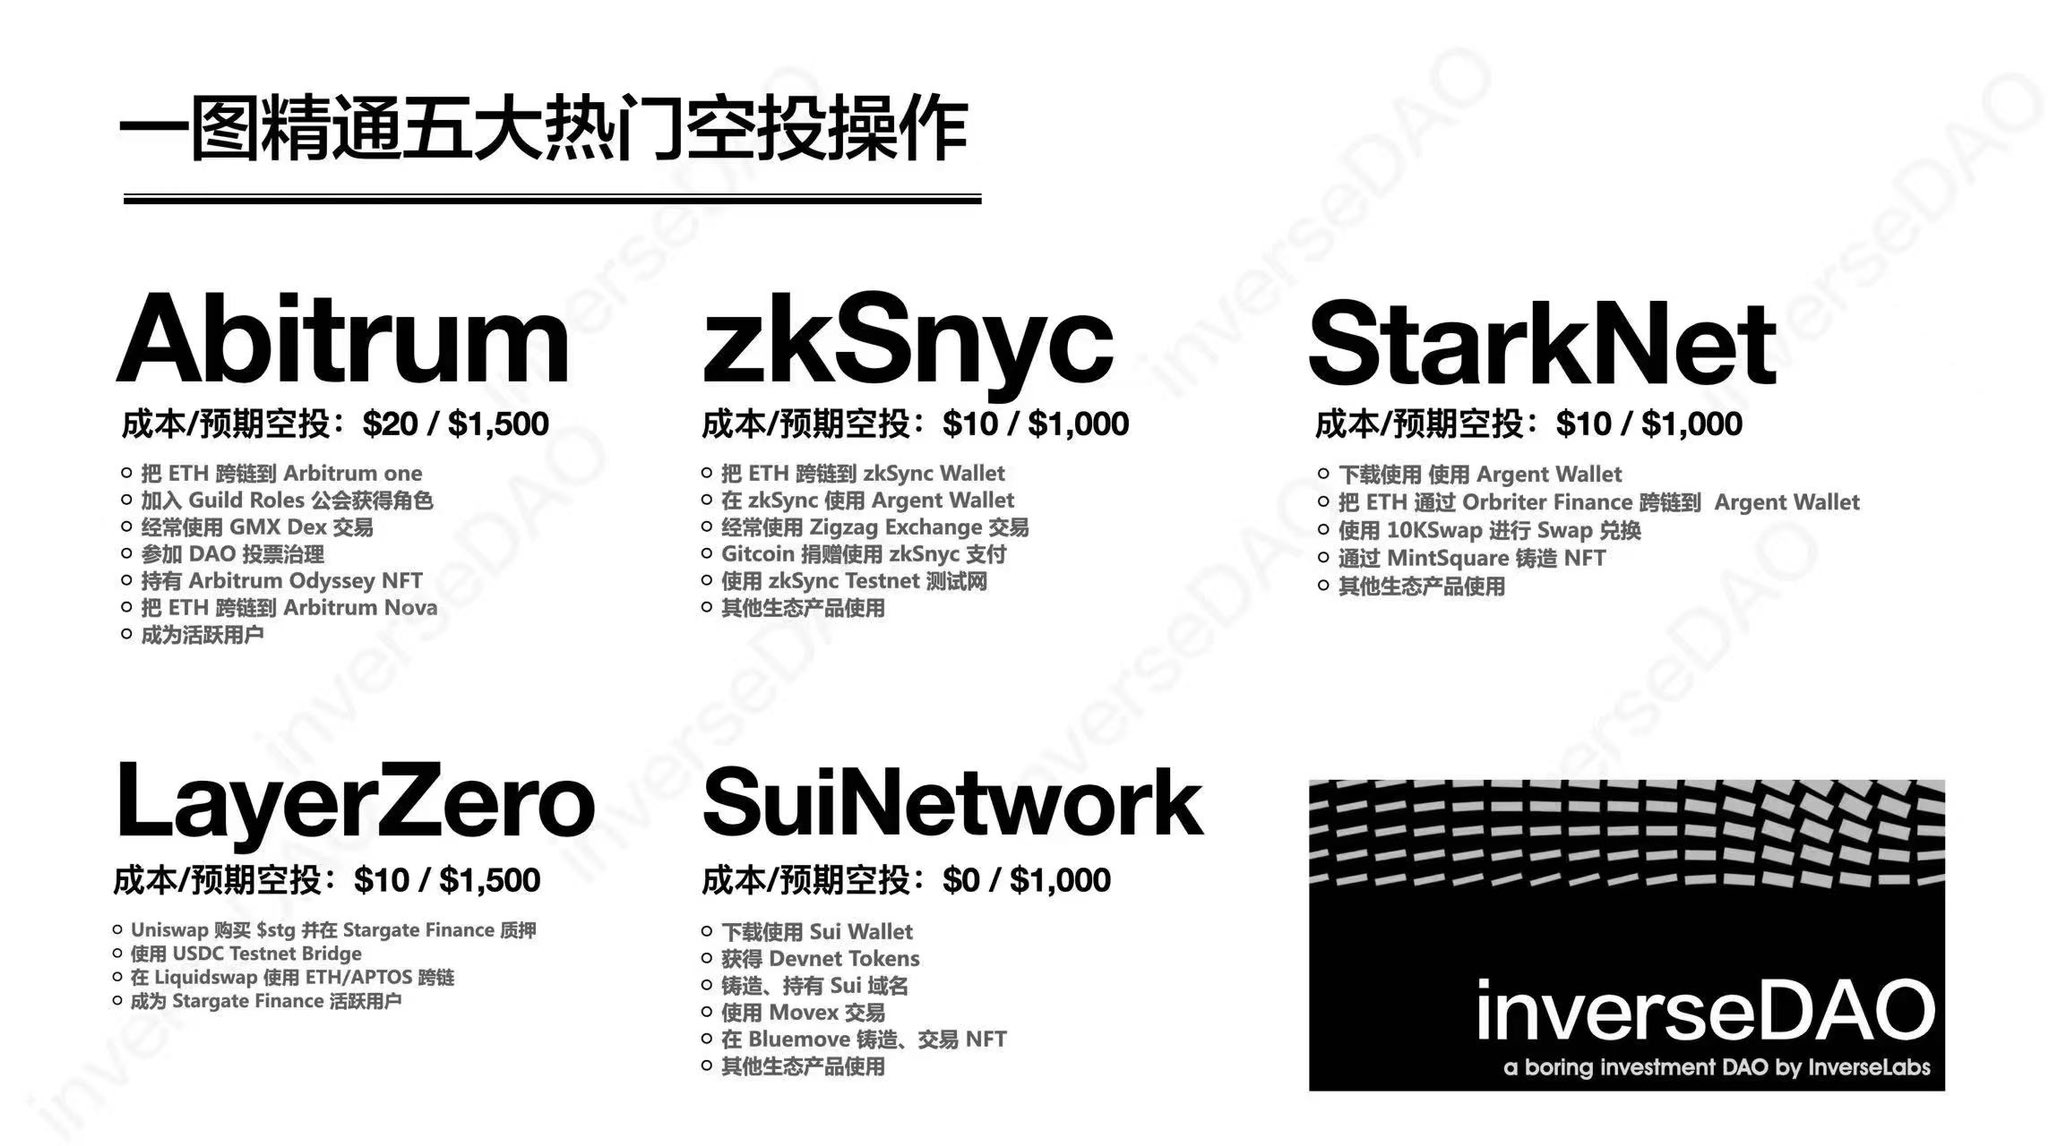 一图精通五大热门空投操作
Abitrum
成本/预期空投：$20 / $1,500
把 ETH 跨链到 Arbitrum one
加入 Guild Roles 公会获得角色
经常使用 GMX Dex 交易
参加 DAO 投票治理
持有 Arbitrum Odyssey NFT
把 ETH 跨链到 Arbitrum Nova
成为活跃用户
zkSnyc
成本/预期空投：$10 / $1,000
把 ETH 跨链到 zkSync Wallet
在 zkSync 使用 Argent Wallet
经常使用 Zigzag Exchange 交易
Gitcoin 捐赠使用 zkSnyc 支付
使用 zkSync Testnet 测试网
其他生态产品使用
StarkNet
成本/预期空投：$10 / $1,000
下载使用 使用 Argent Wallet
把 ETH 通过 Orbriter Finance 跨链到 Argent Wallet
使用 10KSwap 进行 Swap 兑换
通过 MintSquare 铸造 NFT
其他生态产品使用
LayerZero
成本/预期空投：$10 / $1,500
Uniswap 购买 $stg 并在 Stargate Finance 质押
使用 USDC Testnet Bridge
在 Liquidswap 使用 ETH/APTOS 跨链
成为 Stargate Finance 活跃用户
SuiNetwork
成本/预期空投：$0 / $1,000
下载使用 Sui Wallet
获得 Devnet Tokens
铸造、持有 Sui 域名
使用 Movex 交易
在 Bluemove 铸造、交易 NFT
其他生态产品使用
inverseDAO
a boring investment DAO by InverseLabs